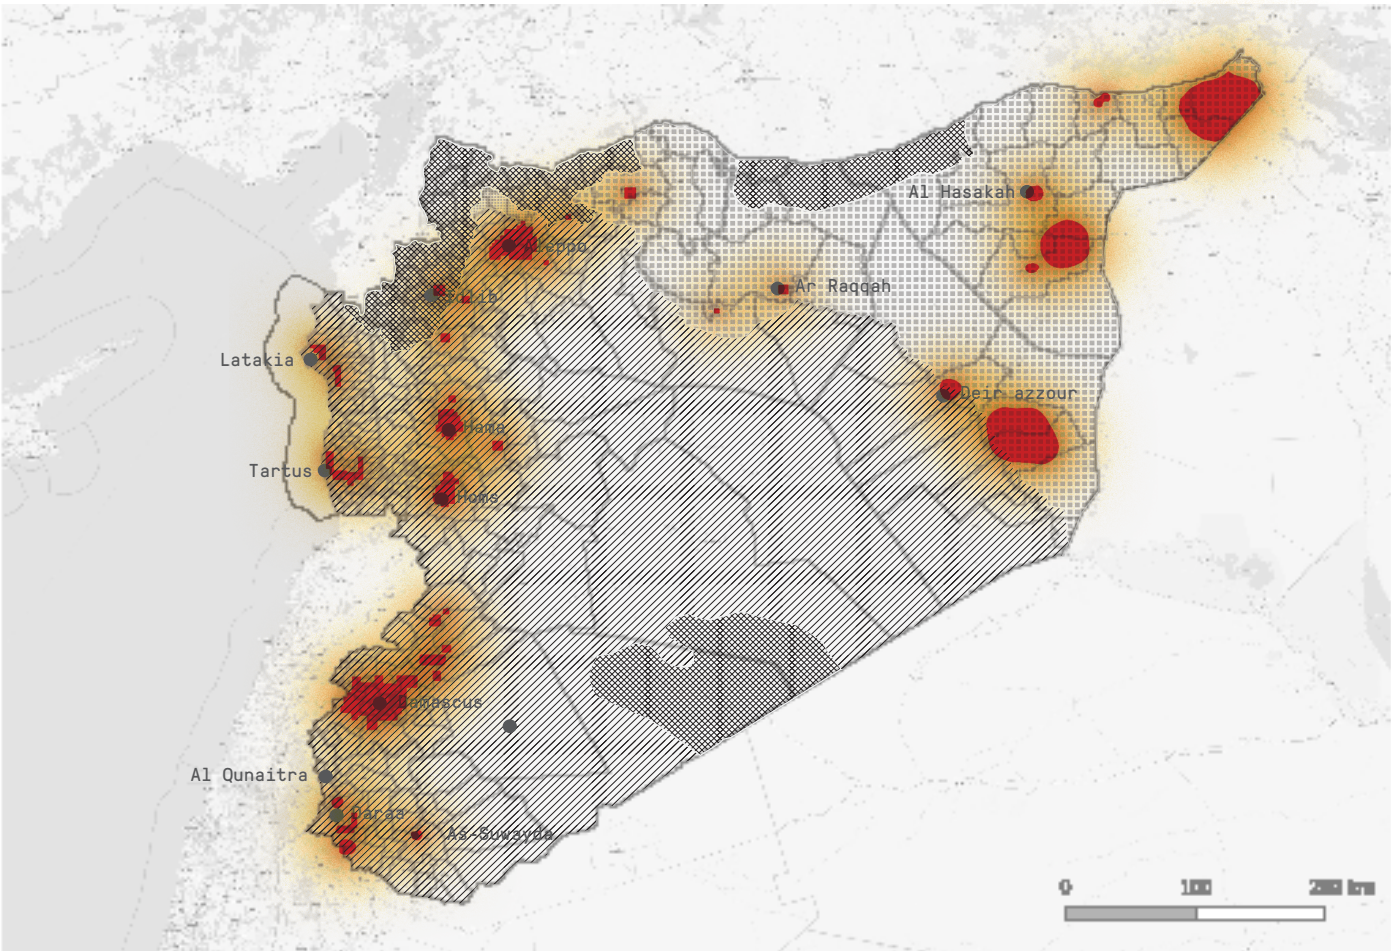 Al Hasakah
Aleppo
Ar Raqqah
Idlib
Latakia
Deir azzour
Hama
Tartus
Homs
Damascus
Al Qunaitra
Daraa
As-Suwayda
0 100 200 km